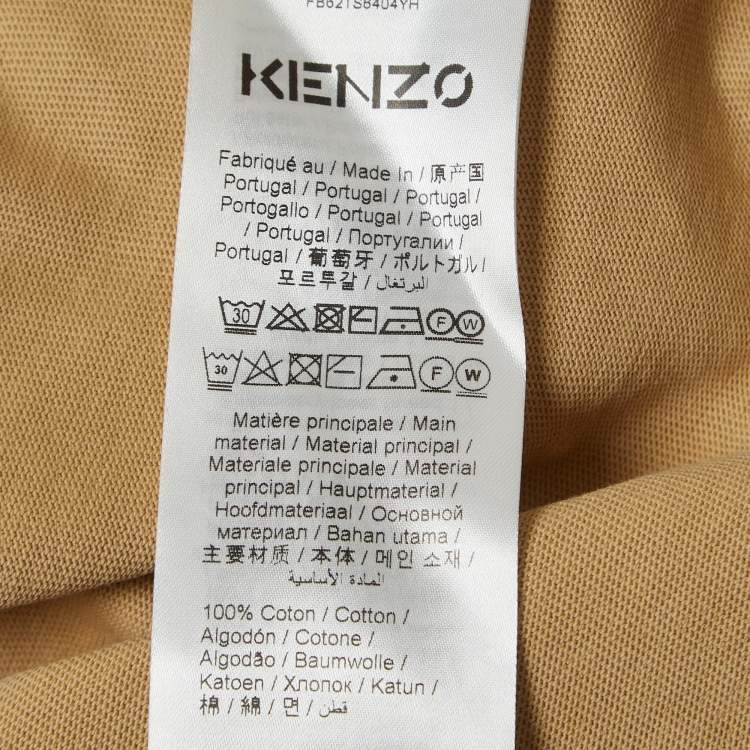 FB62TS8404YH
KENZO
Fabriqué au / Made In / 原产国
Portugal / Portugal / Portugal /
Portogallo / Portugal / Portugal
/ Portugal / Португалии /
Portugal / 葡萄牙 / ポルトガル /
포르투갈 / البرتغال
30 F W
30 F W
Matière principale / Main
material / Material principal /
Materiale principale / Material
principal / Hauptmaterial /
Hoofdmateriaal / Основной
материал / Bahan utama /
主要材质 / 本体 / 메인 소재 /
المادة الأساسية
100% Coton / Cotton /
Algodón / Cotone /
Algodão / Baumwolle /
Katoen / Хлопок / Katun /
棉 / 綿 / 면 / قطن